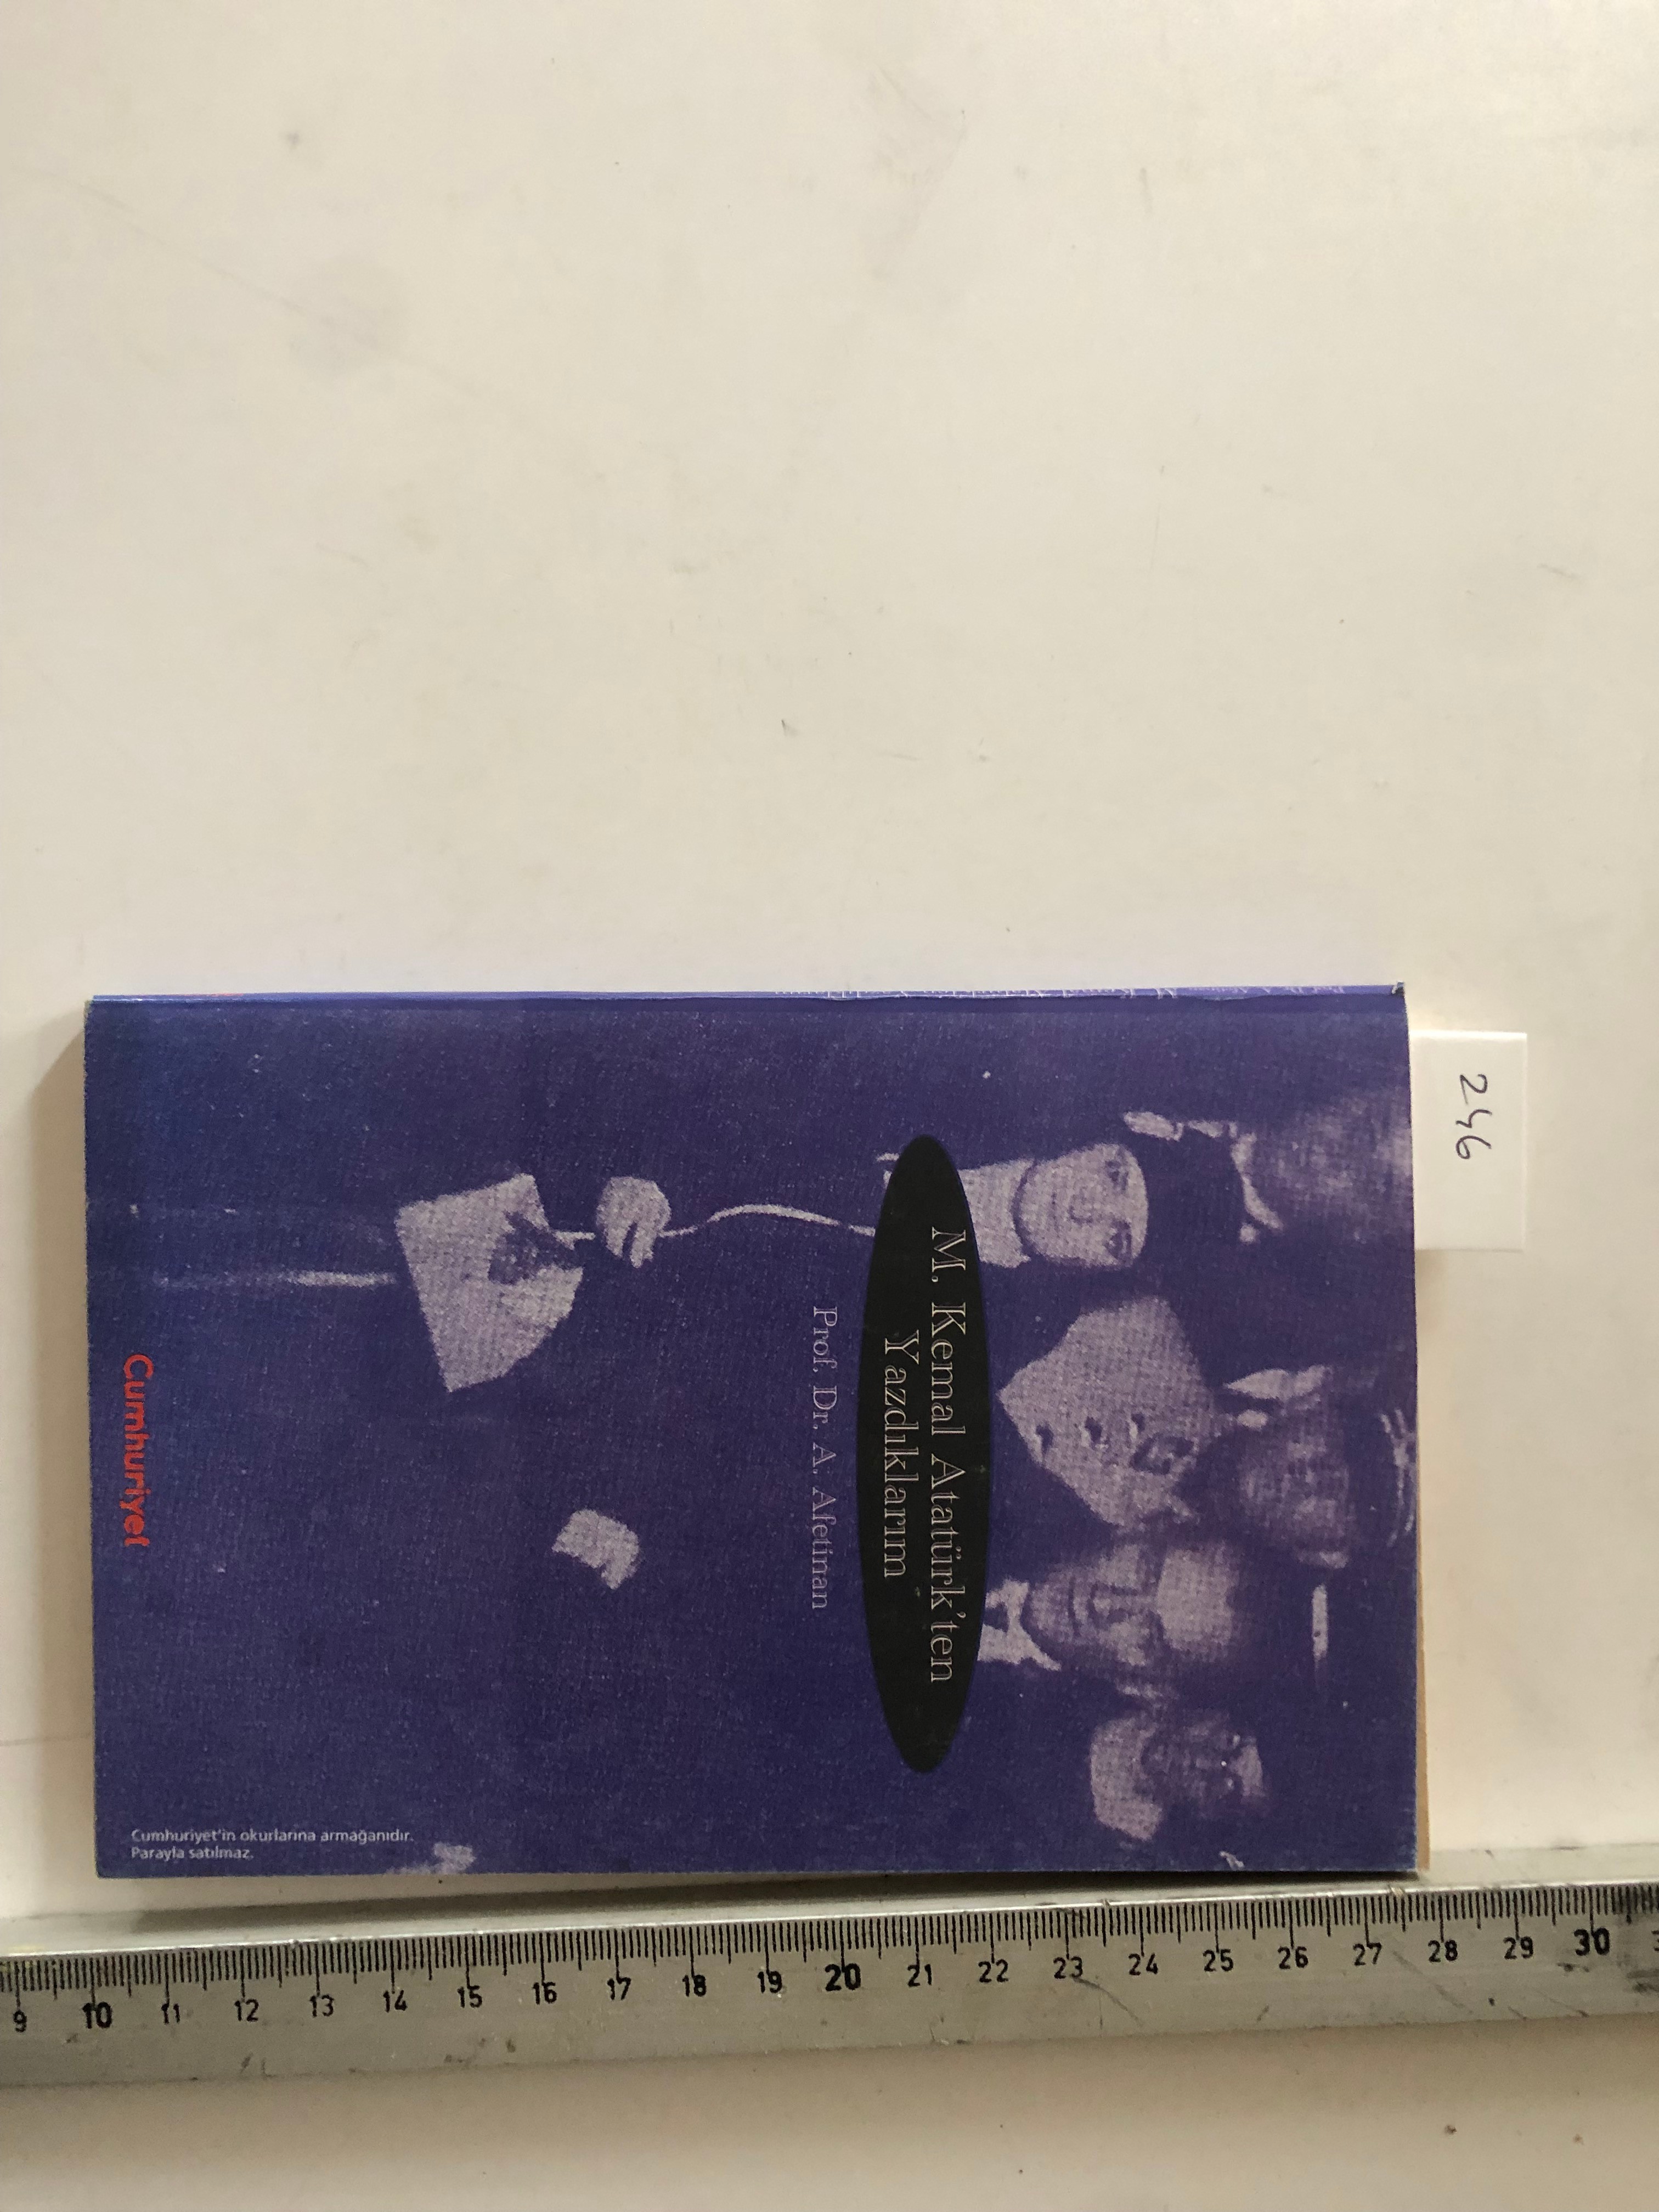 246
M. Kemal Atatürk'ten
Yazdıklarım
Prof. Dr. A. Afetinan
Cumhuriyet
Cumhuriyet'in okurlarına armağanıdır.
Parayla satılmaz.
9 10 11 12 13 14 15 16 17 18 19 20 21 22 23 24 25 26 27 28 29 30